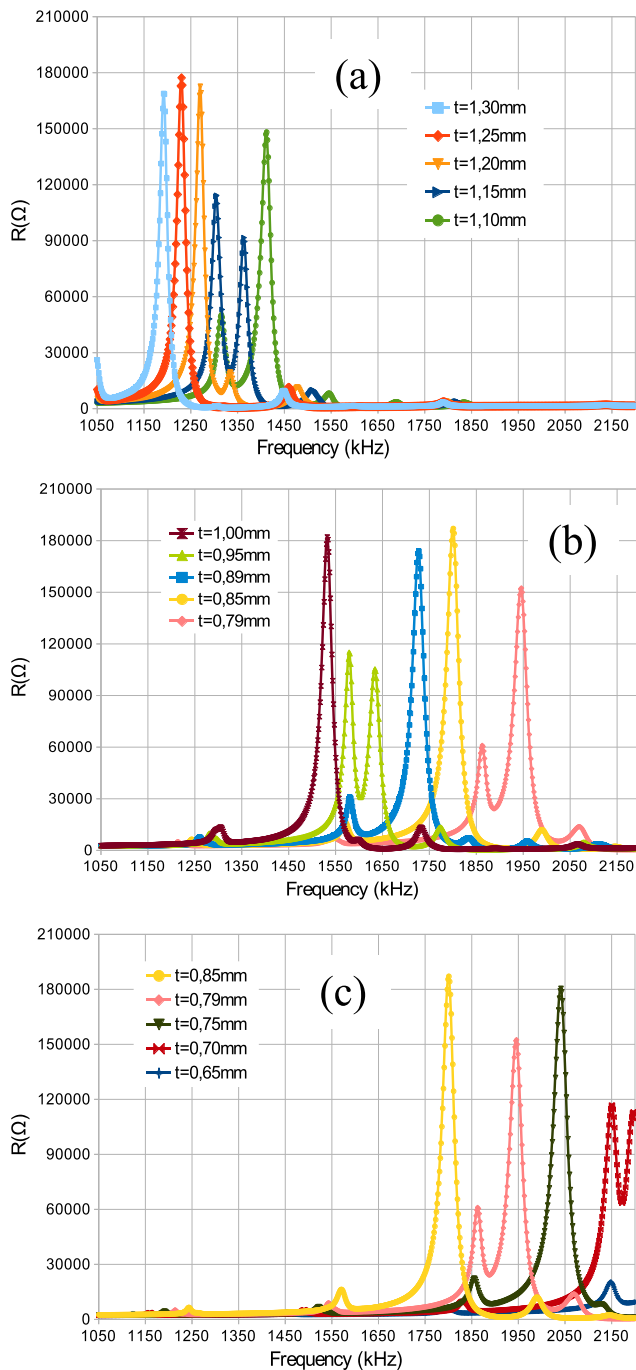 (a)
210000
180000
150000
120000
90000
60000
30000
0
R(Ω)
t=1,30mm
t=1,25mm
t=1,20mm
t=1,15mm
t=1,10mm
1050 1150 1250 1350 1450 1550 1650 1750 1850 1950 2050 2150
Frequency (kHz)
(b)
210000
180000
150000
120000
90000
60000
30000
0
R(Ω)
t=1,00mm
t=0,95mm
t=0,89mm
t=0,85mm
t=0,79mm
1050 1150 1250 1350 1450 1550 1650 1750 1850 1950 2050 2150
Frequency (kHz)
(c)
210000
180000
150000
120000
90000
60000
30000
0
R(Ω)
t=0,85mm
t=0,79mm
t=0,75mm
t=0,70mm
t=0,65mm
1050 1150 1250 1350 1450 1550 1650 1750 1850 1950 2050 2150
Frequency (kHz)